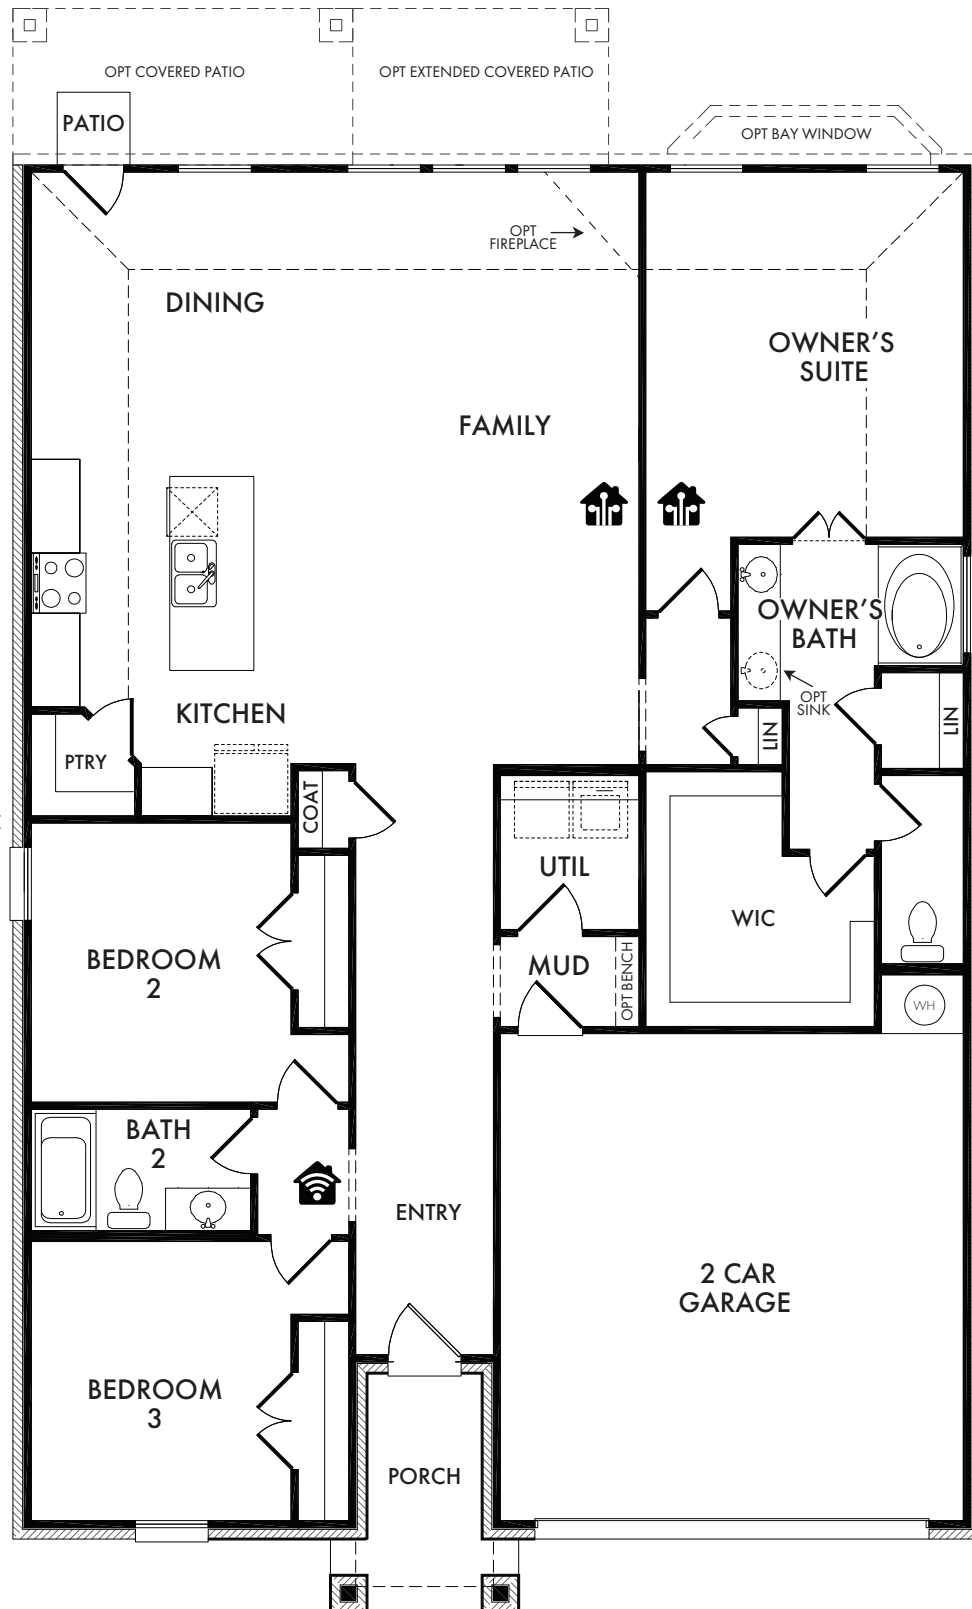 OPT COVERED PATIO
OPT EXTENDED COVERED PATIO
PATIO
OPT BAY WINDOW
OPT
FIREPLACE
DINING
OWNER'S
SUITE
FAMILY
OWNER'S
BATH
OPT
SINK
KITCHEN
LIN
LIN
PTRY
COAT
UTIL
WIC
BEDROOM
2
MUD
OPT BENCH
WH
BATH
2
ENTRY
2 CAR
GARAGE
BEDROOM
3
PORCH